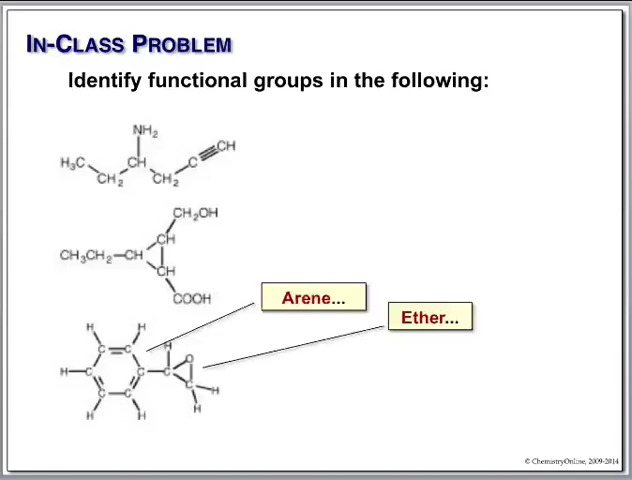 IN-CLASS PROBLEM
Identify functional groups in the following:
NH2
H3C
CH
C
CH
CH2
CH2
CH2OH
CH
CH3CH2
CH
CH
COOH
Arene...
Ether...
H
H
H
C
C
O
H
C
C
C
C
H
C
C
H
H
H
H
© ChemistryOnline, 2009-2014